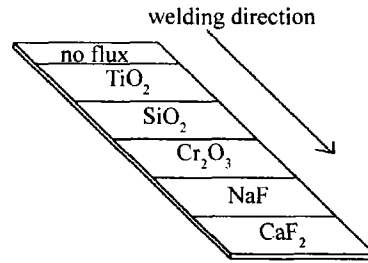 welding direction
no flux
TiO₂
SiO₂
Cr₂O₃
NaF
CaF₂